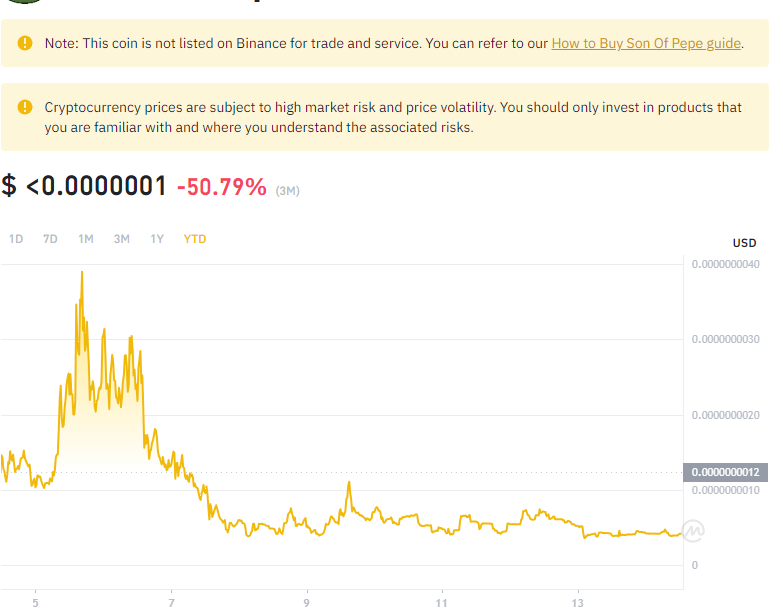 Note: This coin is not listed on Binance for trade and service. You can refer to our How to Buy Son Of Pepe guide.
Cryptocurrency prices are subject to high market risk and price volatility. You should only invest in products that
you are familiar with and where you understand the associated risks.
$ <0.0000001 -50.79% (3M)
1D 7D 1M 3M 1Y YTD
USD
0.0000000040
0.0000000030
0.0000000020
0.0000000012
0.0000000010
0
5 7 9 11 13